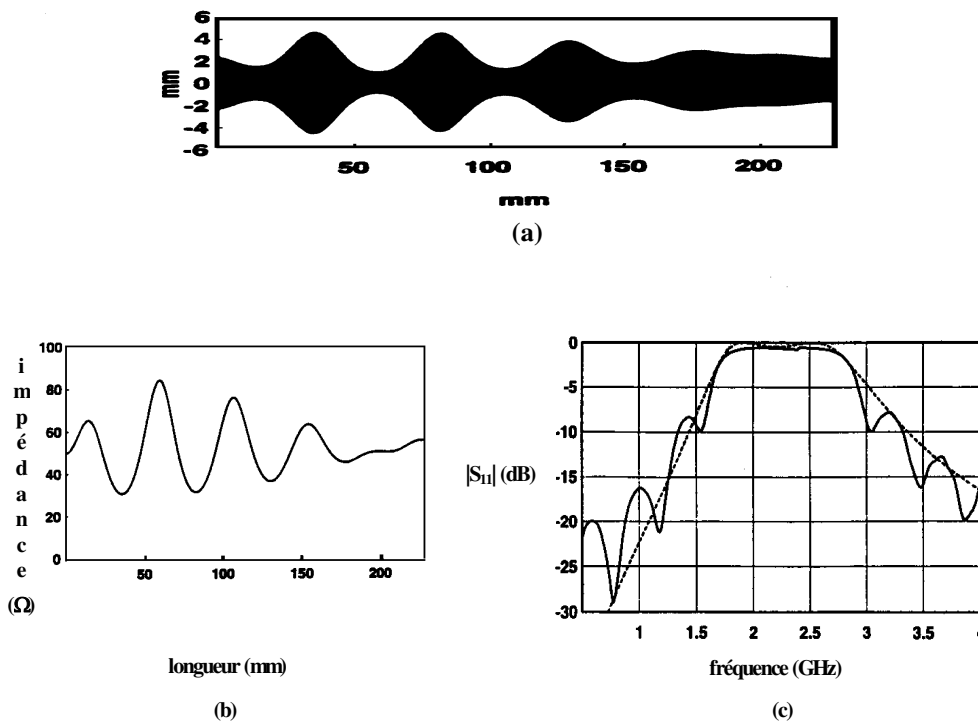 6
4
2
0
-2
-4
-6
mm
50 100 150 200
mm
(a)
100
80
60
40
20
0
impédance
(Ω)
50 100 150 200
longueur (mm)
(b)
0
-5
-10
-15
-20
-25
-30
|S11| (dB)
1 1.5 2 2.5 3 3.5
fréquence (GHz)
(c)